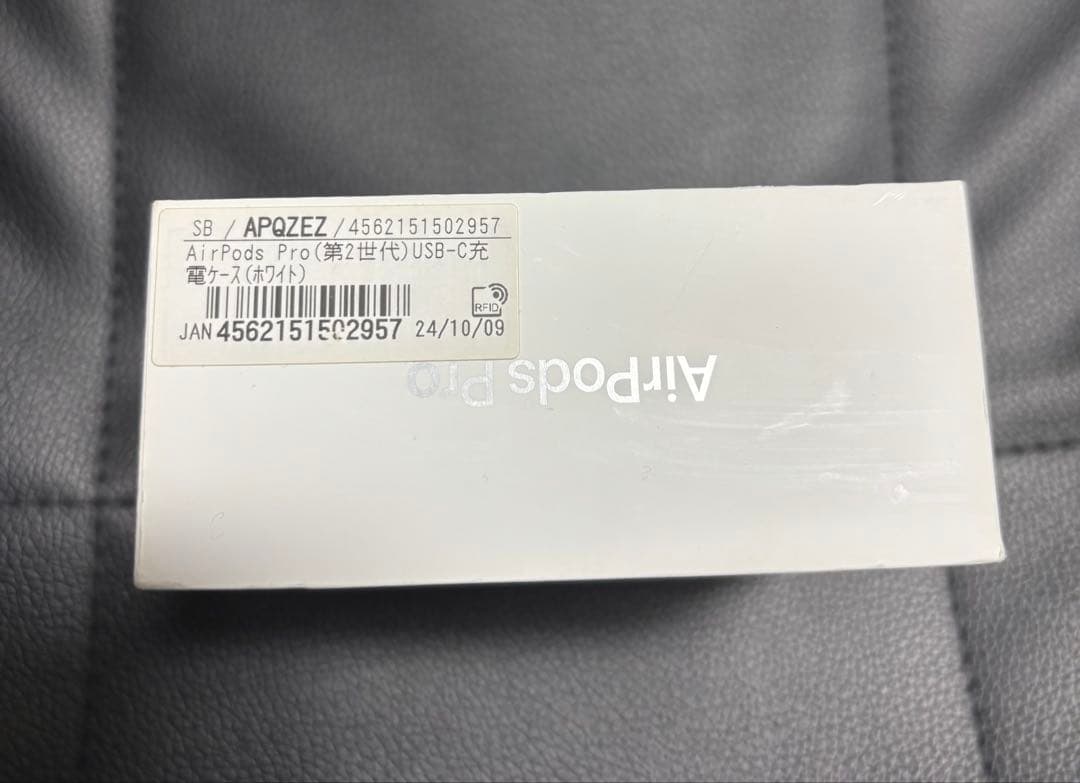 SB / APQZEZ / 4562151502957
AirPods Pro(第2世代)USB-C充
電ケース(ホワイト)
RFID
JAN 4562151502957 24/10/09
AirPods Pro